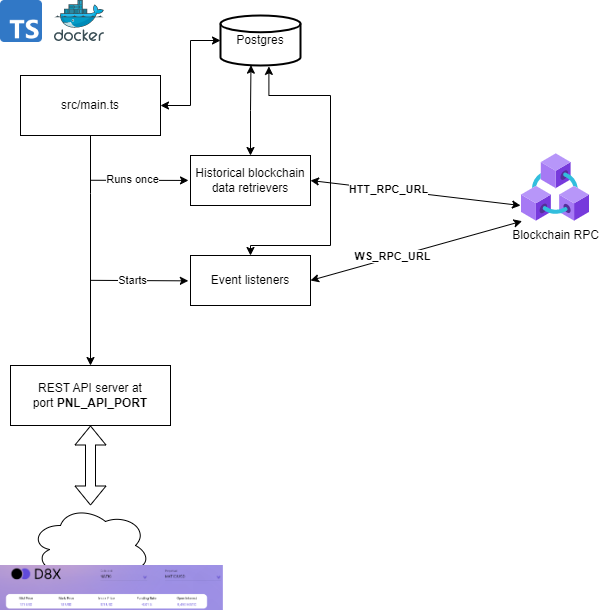 TS
docker
Postgres
src/main.ts
Runs once
Historical blockchain
data retrievers
HTT_RPC_URL
Blockchain RPC
WS_RPC_URL
Starts
Event listeners
REST API server at
port PNL_API_PORT
D8X